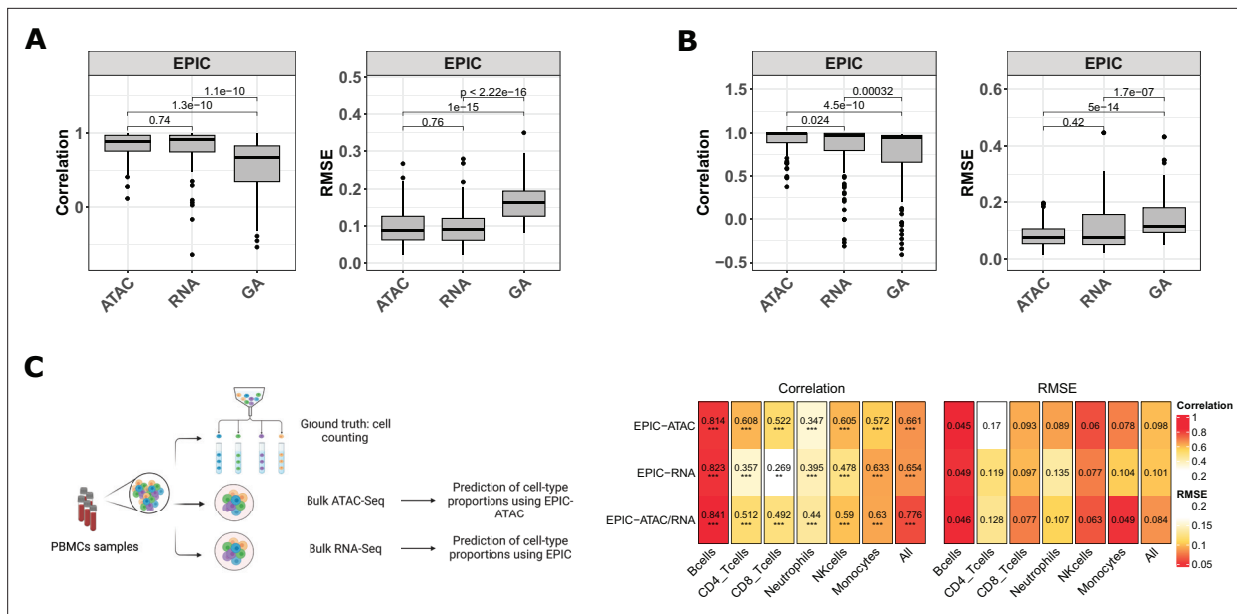 A
EPIC
1.1e−10
1.3e−10
0.74
Correlation
1
0
ATAC
RNA
GA
EPIC
p < 2.22e−16
1e−15
0.76
RMSE
0.5
0.4
0.3
0.2
0.1
0.0
ATAC
RNA
GA
B
EPIC
0.00032
4.5e−10
0.024
Correlation
1.0
0.5
0.0
−0.5
ATAC
RNA
GA
EPIC
1.7e−07
5e−14
0.42
RMSE
0.6
0.4
0.2
0.0
ATAC
RNA
GA
C
PBMCs samples
Ground truth: cell
counting
Bulk ATAC-Seq
Prediction of cell-type
proportions using EPIC-
ATAC
Bulk RNA-Seq
Prediction of cell-type
proportions using EPIC
Correlation
EPIC−ATAC 0.814 0.608 0.522 0.347 0.605 0.572 0.661
*** *** *** *** *** *** ***
EPIC−RNA 0.823 0.357 0.269 0.395 0.478 0.633 0.654
*** *** ** *** *** *** ***
EPIC−ATAC/RNA 0.841 0.512 0.492 0.44 0.59 0.63 0.776
*** *** *** *** *** *** ***
Bcells
CD4_Tcells
CD8_Tcells
Neutrophils
NKcells
Monocytes
All
RMSE
0.045 0.17 0.093 0.089 0.06 0.078 0.098
0.049 0.119 0.097 0.135 0.077 0.104 0.101
0.046 0.128 0.077 0.107 0.063 0.049 0.084
Bcells
CD4_Tcells
CD8_Tcells
Neutrophils
NKcells
Monocytes
All
Correlation
1
0.8
0.6
0.4
0.2
RMSE
0.2
0.15
0.1
0.05